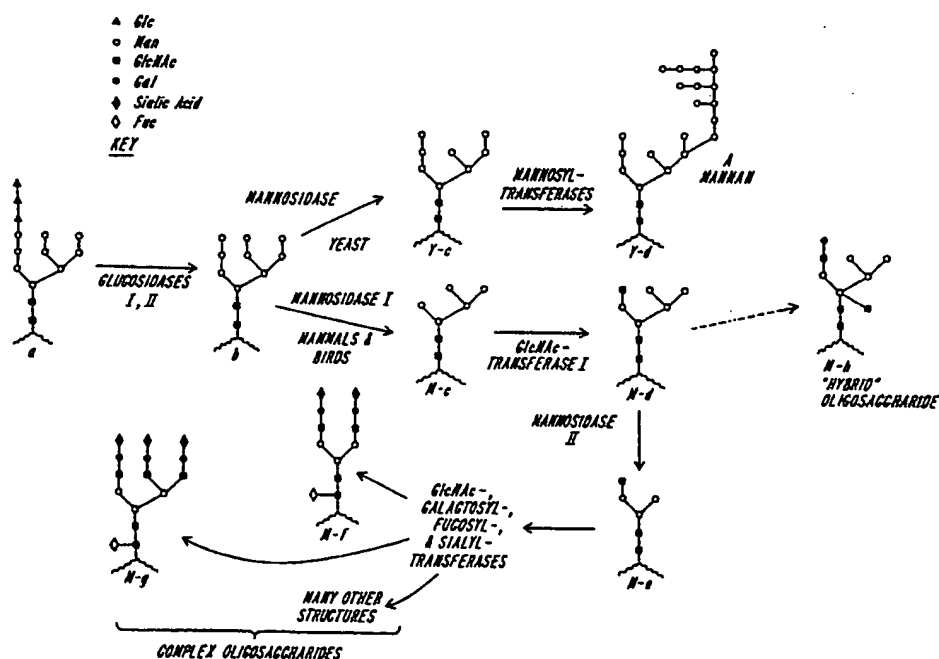 Glc
Man
GlcNAc
Gal
Sialic Acid
Fuc
KEY
MANNOSIDASE
YEAST
MANNOSYL-
TRANSFERASES
A
MANNAN
Y-c
Y-d
GLUCOSIDASES
I, II
a
b
MANNOSIDASE I
MAMMALS &
BIRDS
GlcNAc-
TRANSFERASE I
M-c
M-d
M-h
"HYBRID"
OLIGOSACCHARIDE
MANNOSIDASE
II
GlcNAc-,
GALACTOSYL-,
FUCOSYL-,
& SIALYL-
TRANSFERASES
M-f
M-g
M-e
MANY OTHER
STRUCTURES
COMPLEX OLIGOSACCHARIDES